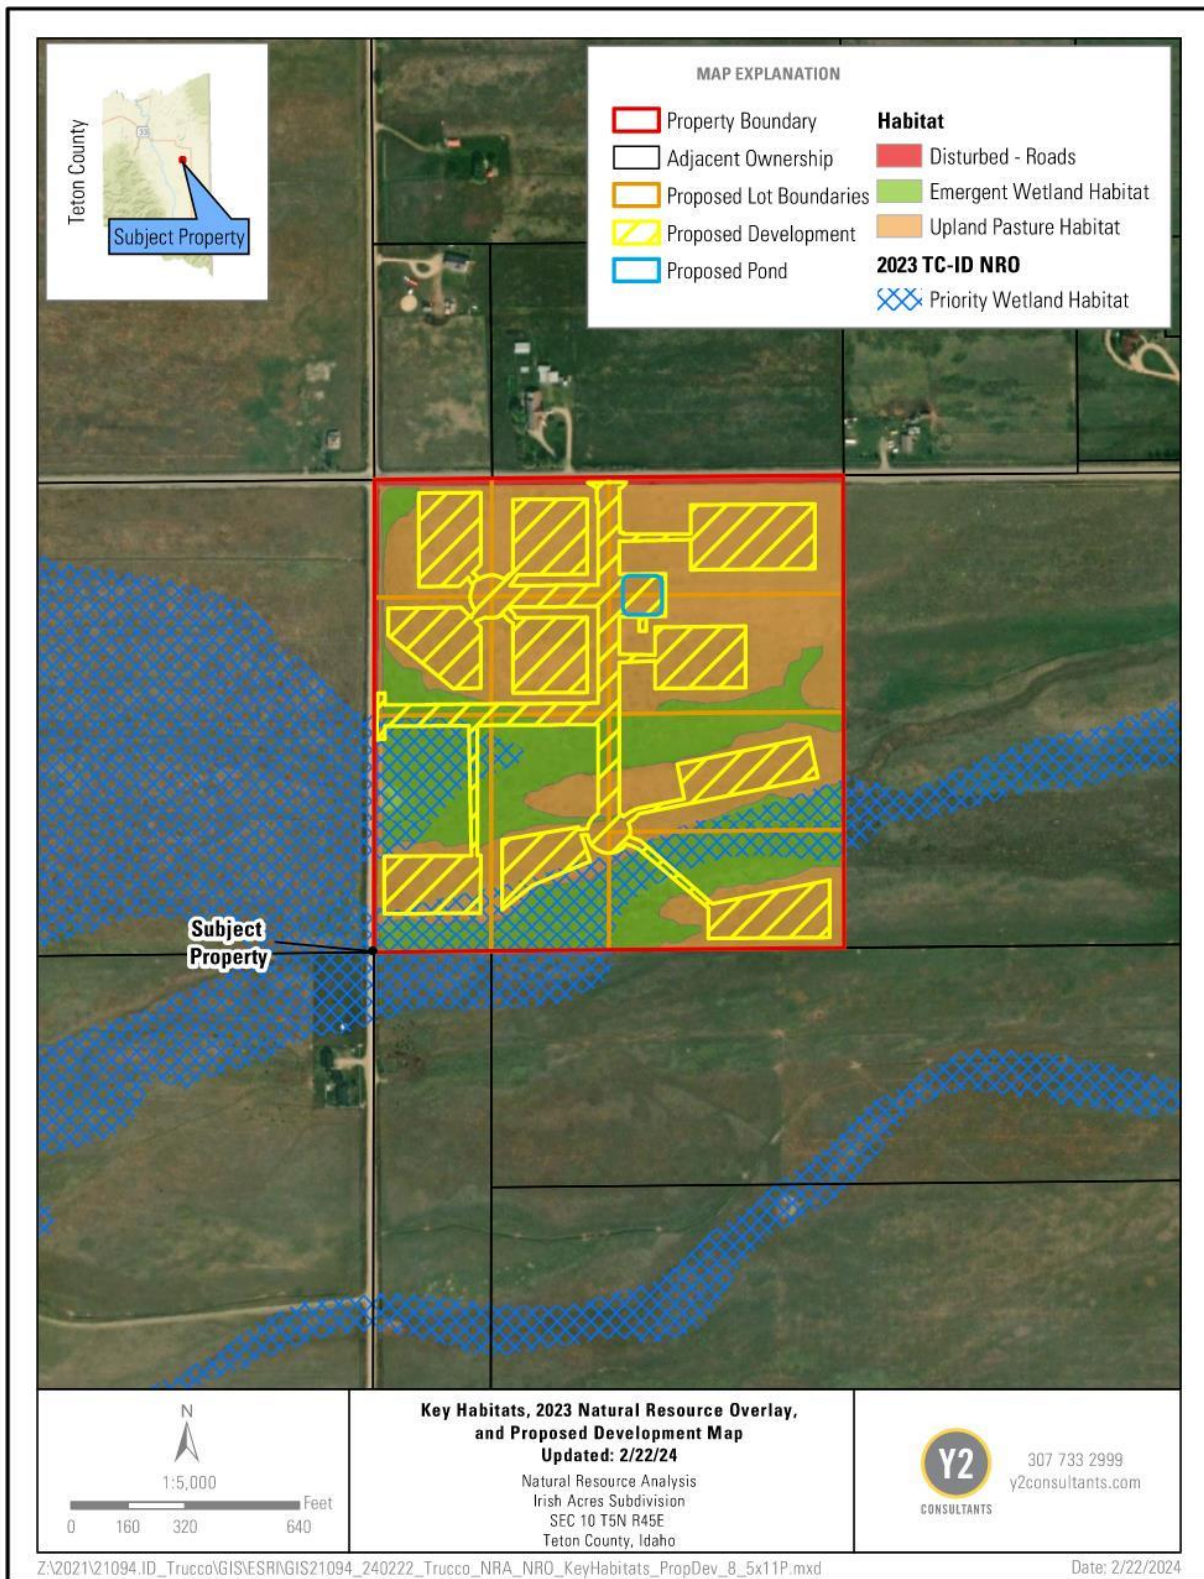 Teton County
33
Subject Property
MAP EXPLANATION
Property Boundary
Adjacent Ownership
Proposed Lot Boundaries
Proposed Development
Proposed Pond
Habitat
Disturbed - Roads
Emergent Wetland Habitat
Upland Pasture Habitat
2023 TC-ID NRO
Priority Wetland Habitat
Subject
Property
N
1:5,000
Feet
0 160 320 640
Key Habitats, 2023 Natural Resource Overlay,
and Proposed Development Map
Updated: 2/22/24
Natural Resource Analysis
Irish Acres Subdivision
SEC 10 T5N R45E
Teton County, Idaho
Y2
CONSULTANTS
307 733 2999
y2consultants.com
Z:\2021\21094.ID_Trucco\GIS\ESRI\GIS21094_240222_Trucco_NRA_NRO_KeyHabitats_PropDev_8_5x11P.mxd
Date: 2/22/2024